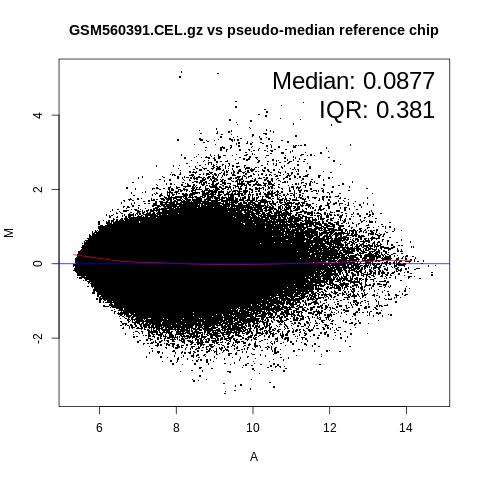 GSM560391.CEL.gz vs pseudo-median reference chip
Median: 0.0877
IQR: 0.381
M
4
2
0
-2
6 8 10 12 14
A